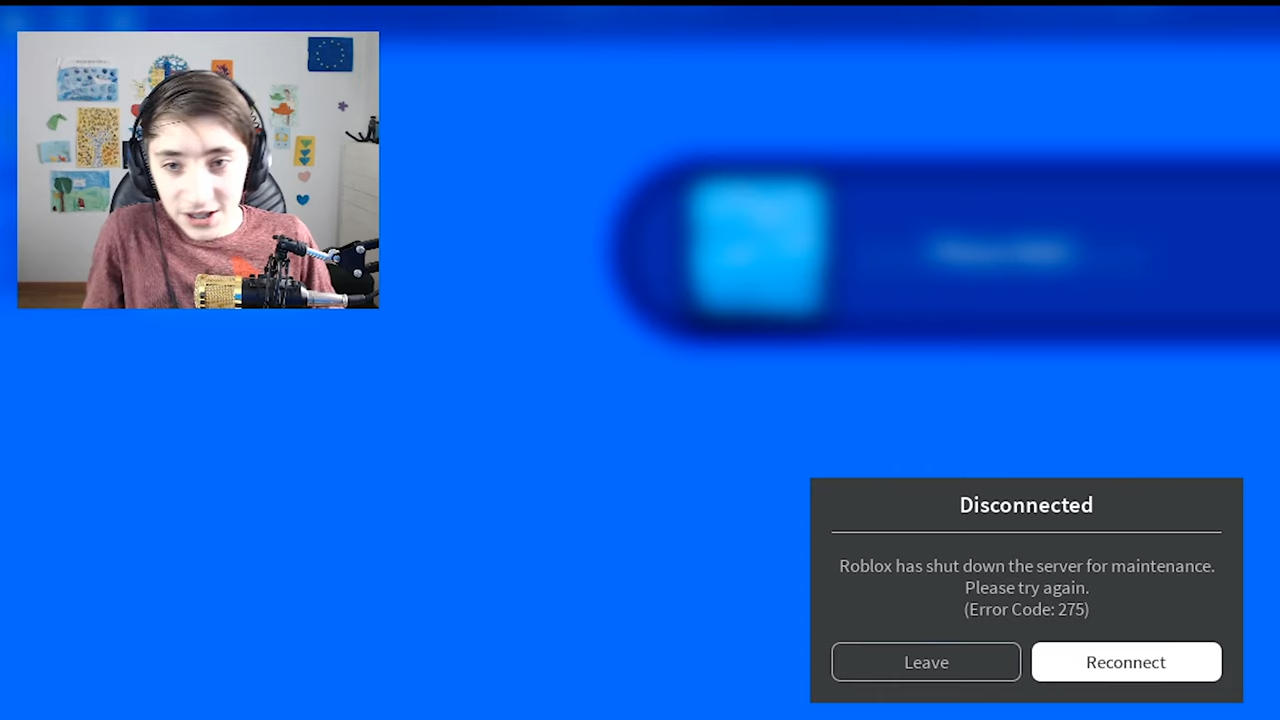 Disconnected
Roblox has shut down the server for maintenance.
Please try again.
(Error Code: 275)
Leave
Reconnect